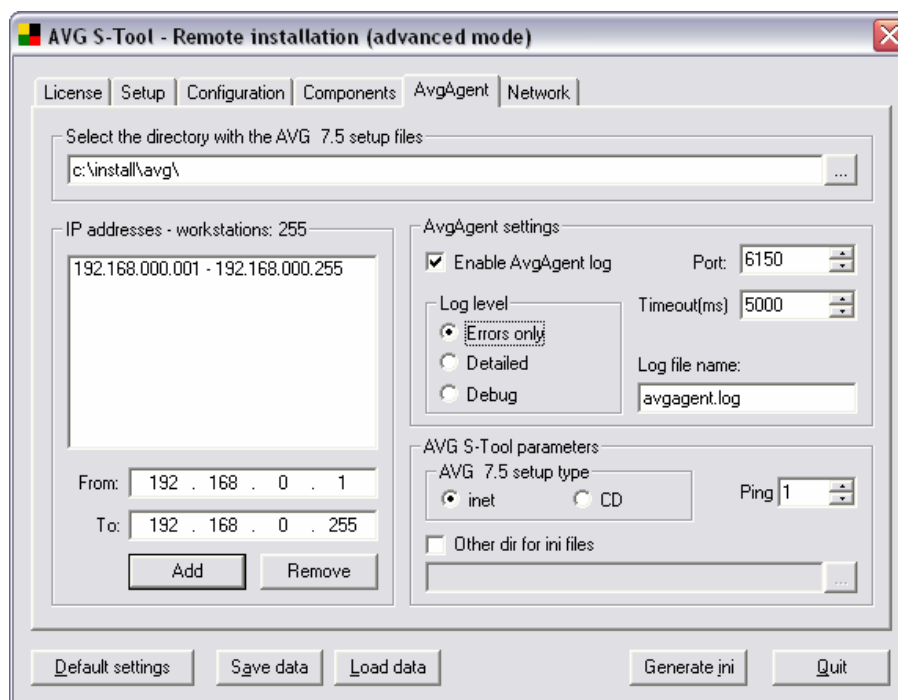 AVG S-Tool - Remote installation (advanced mode)
License Setup Configuration Components AvgAgent Network
Select the directory with the AVG 7.5 setup files
c:\install\avg\
...
IP addresses - workstations: 255
192.168.000.001 - 192.168.000.255
From: 192 . 168 . 0 . 1
To: 192 . 168 . 0 . 255
Add Remove
AvgAgent settings
Enable AvgAgent log
Port: 6150
Log level
Timeout(ms) 5000
Errors only
Detailed
Debug
Log file name:
avgagent.log
AVG S-Tool parameters
AVG 7.5 setup type
inet CD
Ping 1
Other dir for ini files
...
Default settings Save data Load data Generate ini Quit